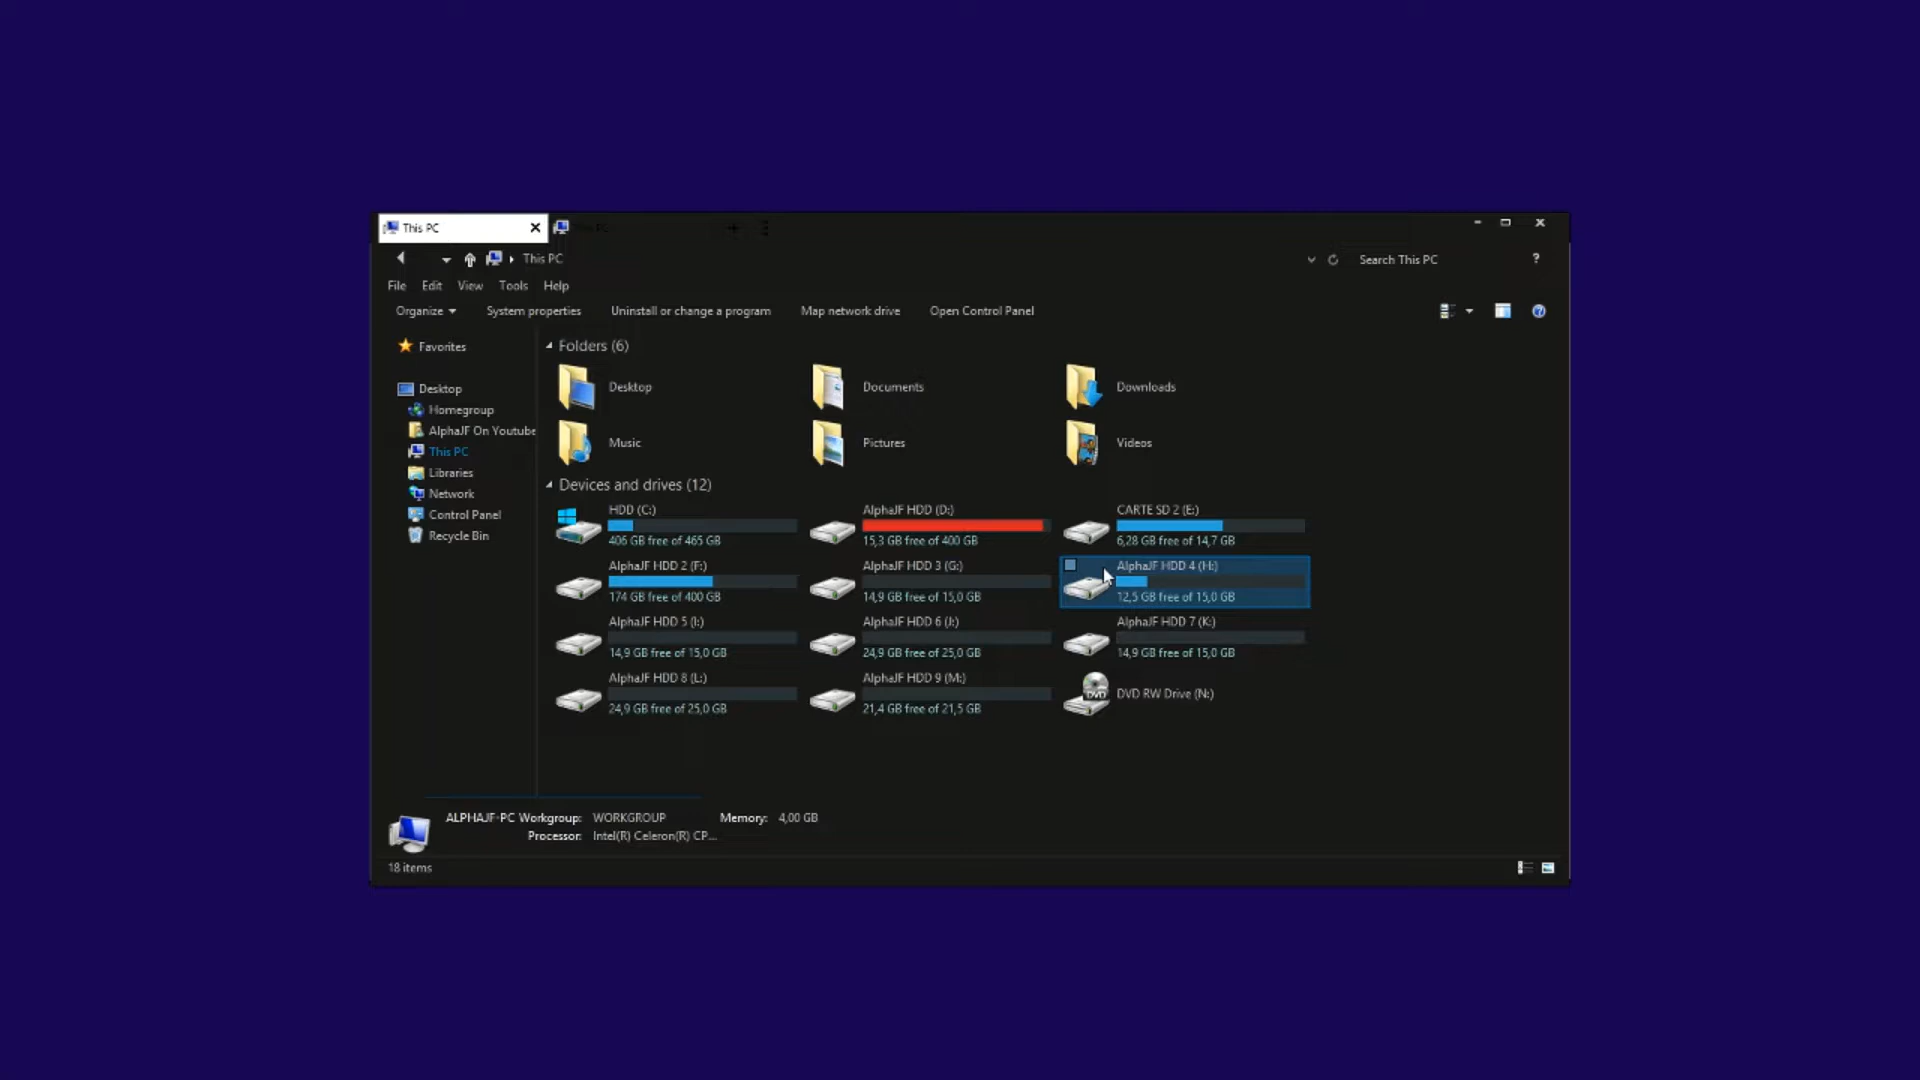 This PC
This PC
Search This PC
File Edit View Tools Help
Organize System properties Uninstall or change a program Map network drive Open Control Panel
Favorites
Desktop
Homegroup
AlphaJF On Youtube
This PC
Libraries
Network
Control Panel
Recycle Bin
Folders (6)
Desktop Documents Downloads
Music Pictures Videos
Devices and drives (12)
HDD (C:) AlphaJF HDD (D:) CARTE SD 2 (E:)
406 GB free of 465 GB 15,3 GB free of 400 GB 6,28 GB free of 14,7 GB
AlphaJF HDD 2 (F:) AlphaJF HDD 3 (G:) AlphaJF HDD 4 (H:)
174 GB free of 400 GB 14,9 GB free of 15,0 GB 12,5 GB free of 15,0 GB
AlphaJF HDD 5 (I:) AlphaJF HDD 6 (J:) AlphaJF HDD 7 (K:)
14,9 GB free of 15,0 GB 24,9 GB free of 25,0 GB 14,9 GB free of 15,0 GB
AlphaJF HDD 8 (L:) AlphaJF HDD 9 (M:) DVD DVD RW Drive (N:)
24,9 GB free of 25,0 GB 21,4 GB free of 21,5 GB
ALPHAJF-PC Workgroup: WORKGROUP Memory: 4,00 GB
Processor: Intel(R) Celeron(R) CP...
18 items